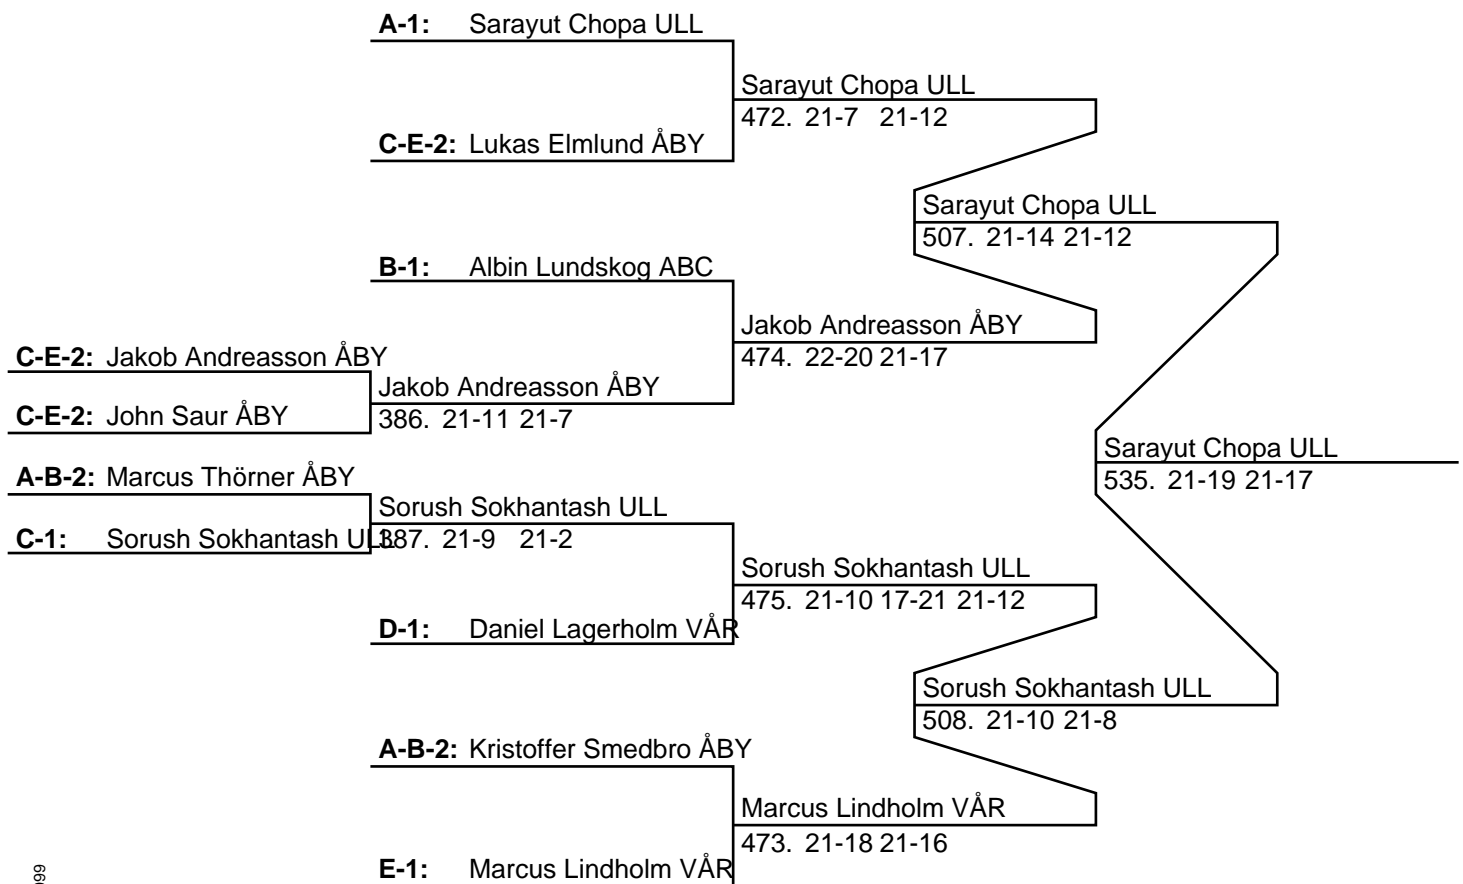 A-1: Sarayut Chopa ULL
Sarayut Chopa ULL
472. 21-7 21-12
C-E-2: Lukas Elmlund ÅBY
Sarayut Chopa ULL
507. 21-14 21-12
B-1: Albin Lundskog ABC
Jakob Andreasson ÅBY
474. 22-20 21-17
C-E-2: Jakob Andreasson ÅBY
Jakob Andreasson ÅBY
386. 21-11 21-7
C-E-2: John Saur ÅBY
Sarayut Chopa ULL
535. 21-19 21-17
A-B-2: Marcus Thörner ÅBY
Sorush Sokhantash ULL
387. 21-9 21-2
C-1: Sorush Sokhantash ULL
Sorush Sokhantash ULL
475. 21-10 17-21 21-12
D-1: Daniel Lagerholm VÅR
Sorush Sokhantash ULL
508. 21-10 21-8
A-B-2: Kristoffer Smedbro ÅBY
Marcus Lindholm VÅR
473. 21-18 21-16
E-1: Marcus Lindholm VÅR